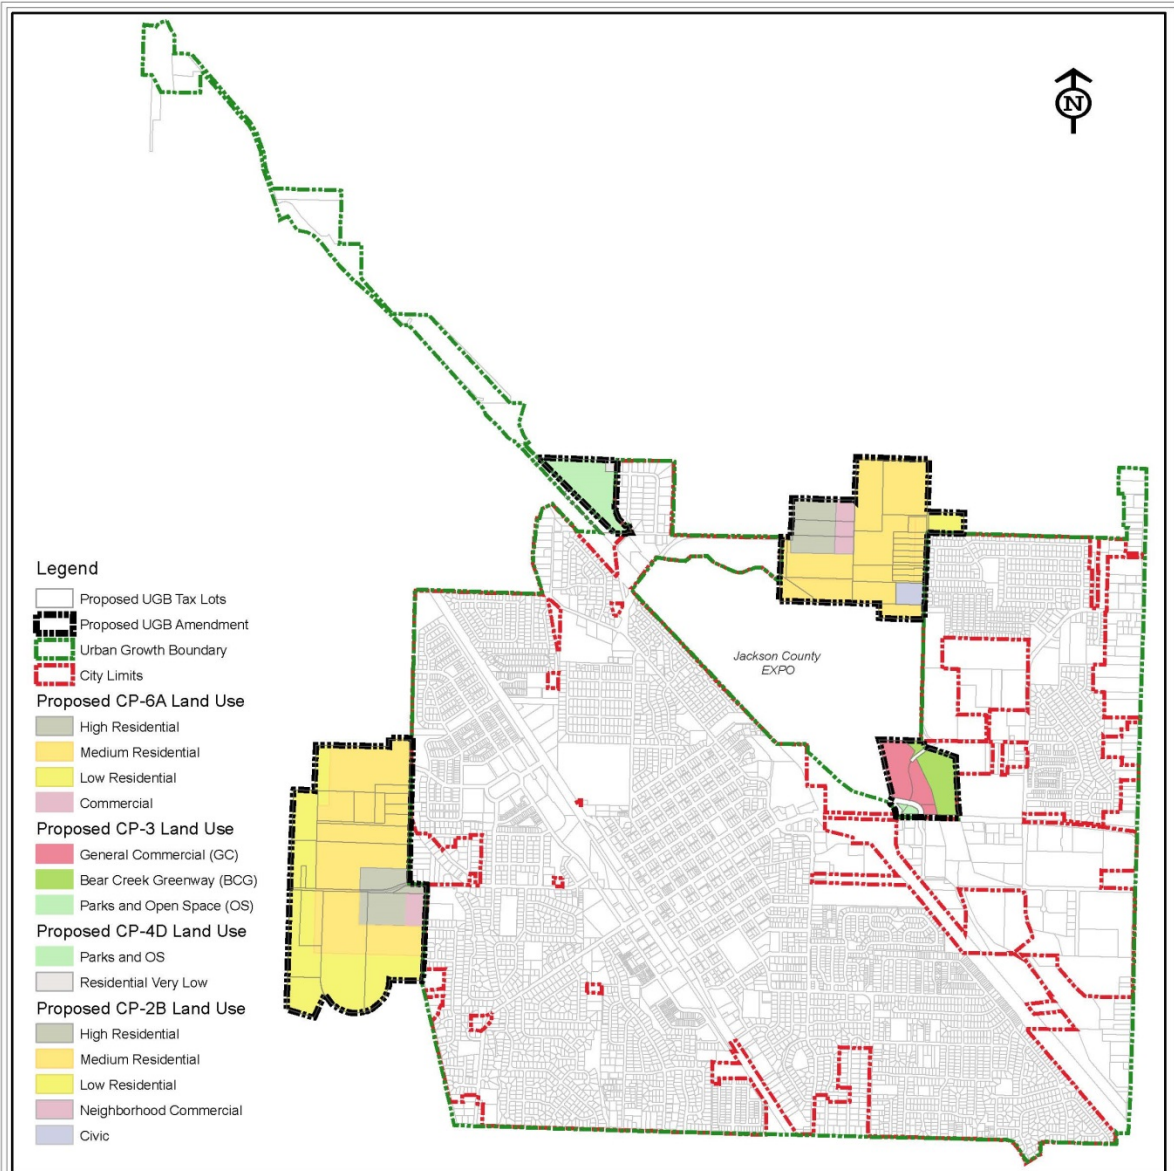 N
Jackson County
EXPO
Legend
Proposed UGB Tax Lots
Proposed UGB Amendment
Urban Growth Boundary
City Limits
Proposed CP-6A Land Use
High Residential
Medium Residential
Low Residential
Commercial
Proposed CP-3 Land Use
General Commercial (GC)
Bear Creek Greenway (BCG)
Parks and Open Space (OS)
Proposed CP-4D Land Use
Parks and OS
Residential Very Low
Proposed CP-2B Land Use
High Residential
Medium Residential
Low Residential
Neighborhood Commercial
Civic